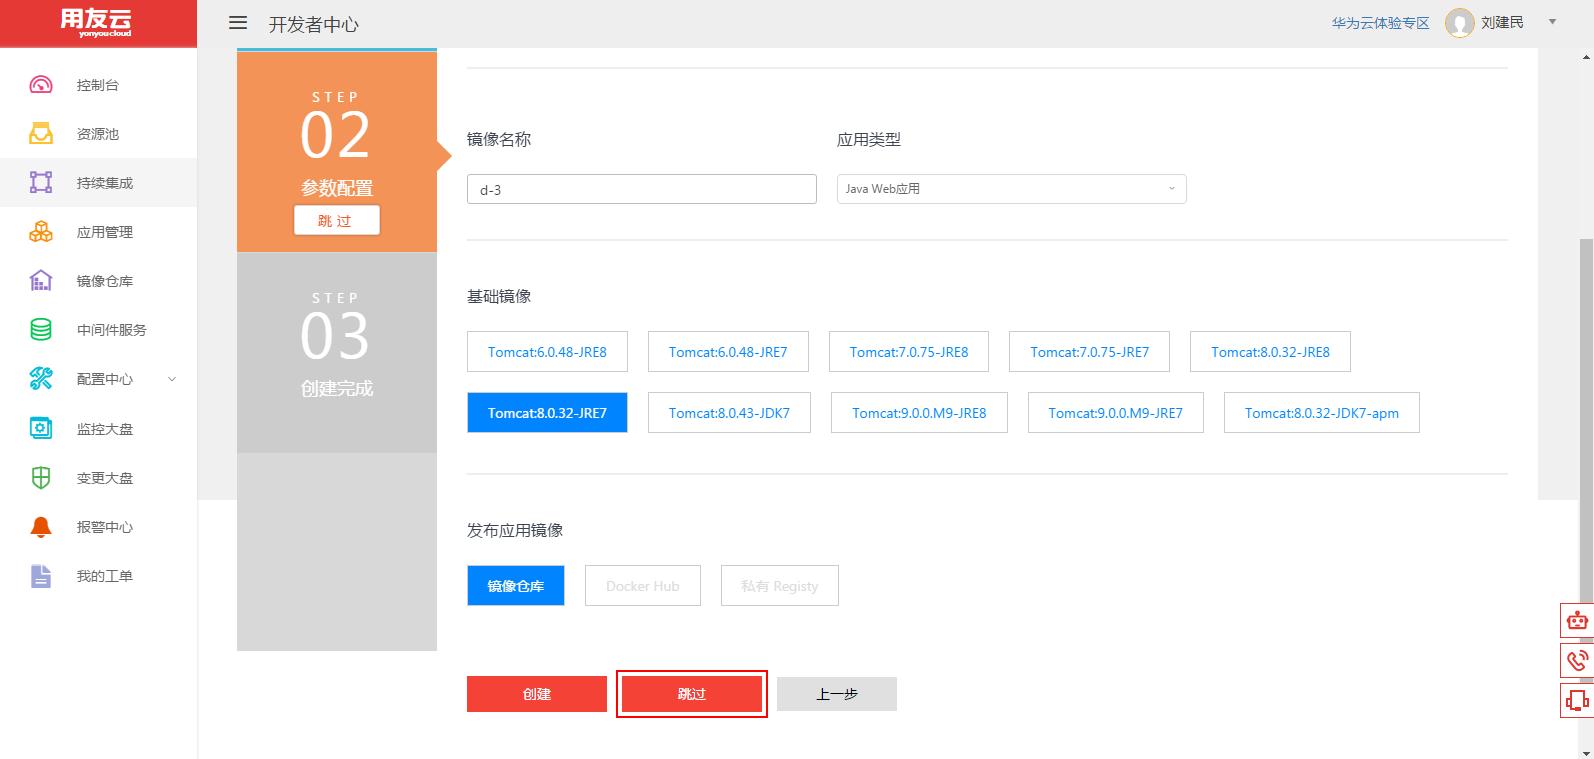 用友云
yonyoucloud
开发者中心
华为云体验专区
刘建民
控制台
资源池
持续集成
应用管理
镜像仓库
中间件服务
配置中心
监控大盘
变更大盘
报警中心
我的工单
STEP
02
参数配置
跳过
STEP
03
创建完成
镜像名称
应用类型
d-3
Java Web应用
基础镜像
Tomcat:6.0.48-JRE8
Tomcat:6.0.48-JRE7
Tomcat:7.0.75-JRE8
Tomcat:7.0.75-JRE7
Tomcat:8.0.32-JRE8
Tomcat:8.0.32-JRE7
Tomcat:8.0.43-JDK7
Tomcat:9.0.0.M9-JRE8
Tomcat:9.0.0.M9-JRE7
Tomcat:8.0.32-JDK7-apm
发布应用镜像
镜像仓库
Docker Hub
私有 Registy
创建
跳过
上一步